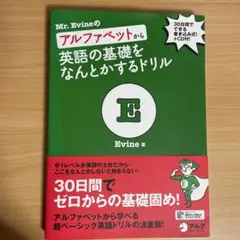 Mr. Evineの
アルファベットから
英語の基礎を
なんとかするドリル
30日間で
できる
書き込み式!
+CD付!
E
Evine 著
中1レベルが英語の土台だから…
ここをなんとかしないと始まらない!
30日間で
ゼロからの基礎固め!
アルファベットから学べる
超ベーシック英語ドリルの決定版!
アルク